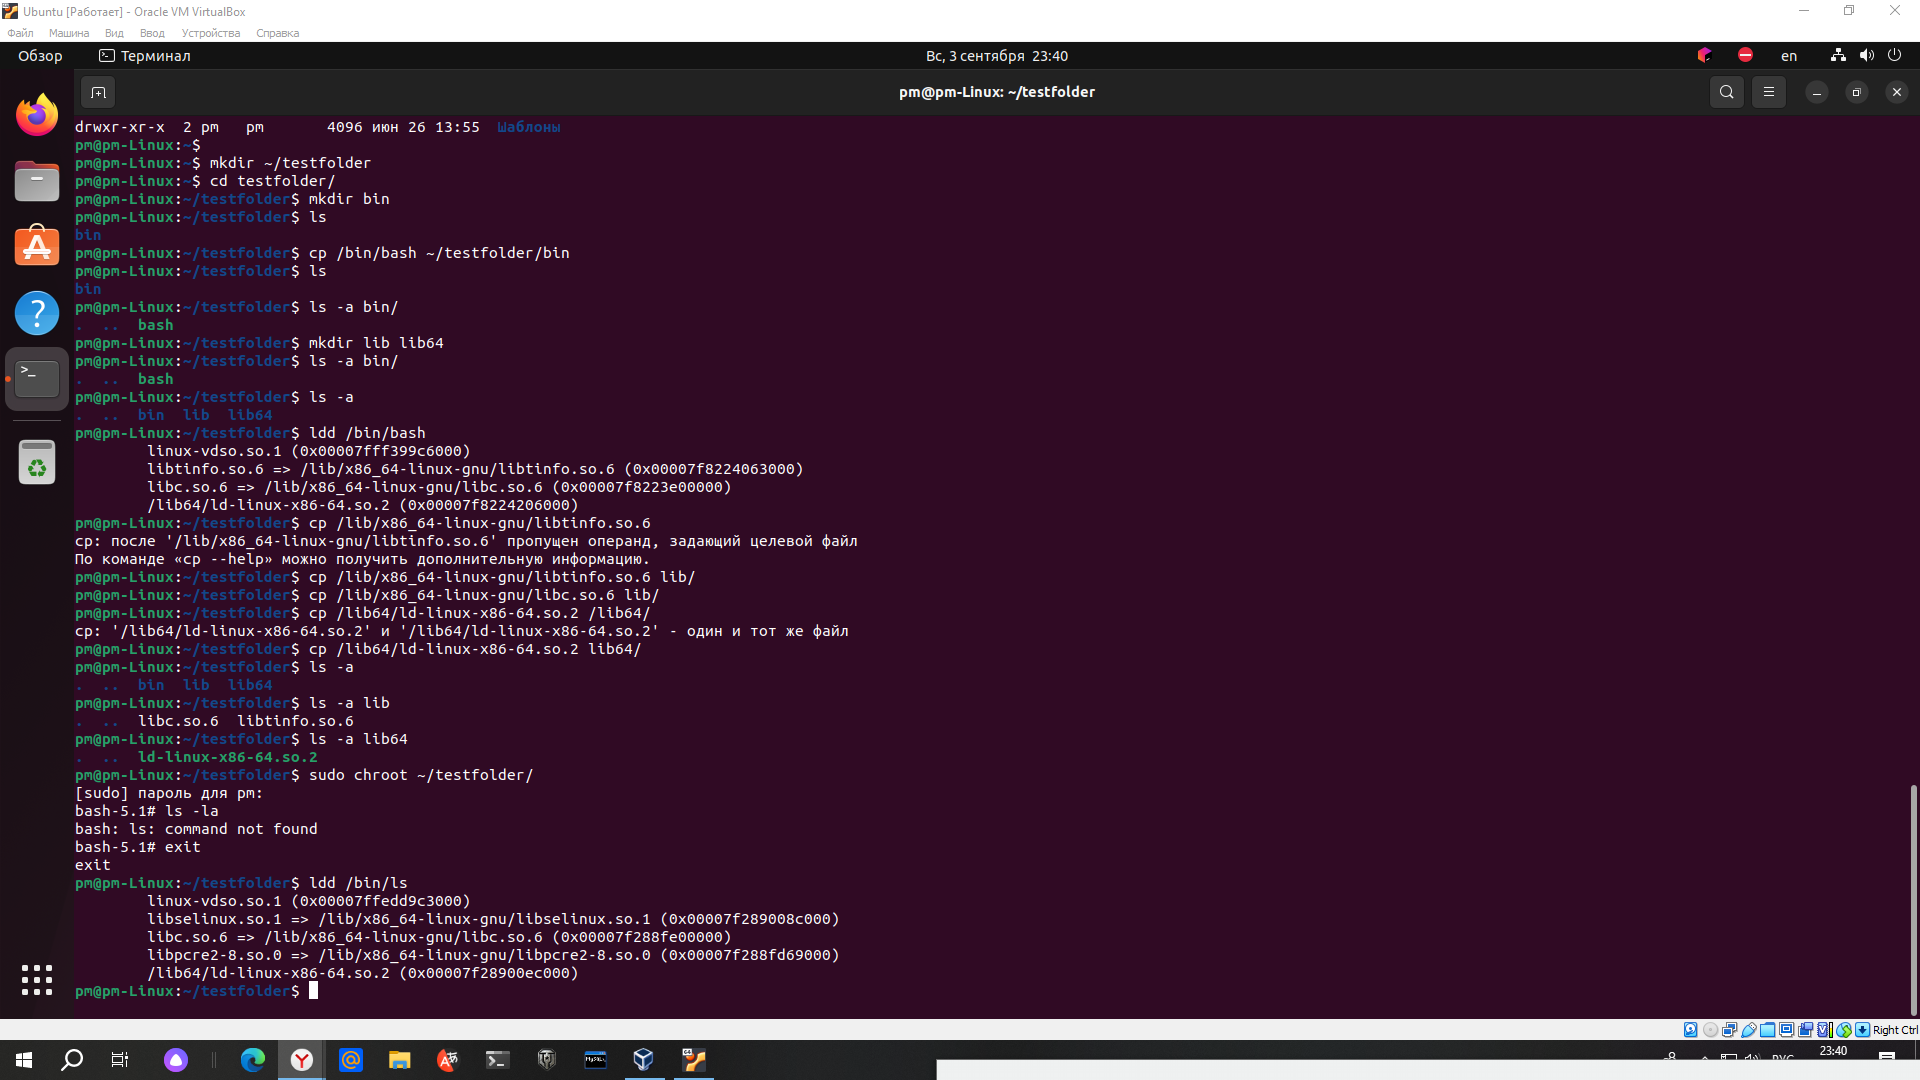 Ubuntu [Работает] - Oracle VM VirtualBox
Файл Машина Вид Ввод Устройства Справка
Обзор Терминал Вс, 3 сентября 23:40 en
pm@pm-Linux: ~/testfolder
drwxr-xr-x  2 pm   pm       4096 июн 26 13:55  Шаблоны
pm@pm-Linux:~$
pm@pm-Linux:~$ mkdir ~/testfolder
pm@pm-Linux:~$ cd testfolder/
pm@pm-Linux:~/testfolder$ mkdir bin
pm@pm-Linux:~/testfolder$ ls
bin
pm@pm-Linux:~/testfolder$ cp /bin/bash ~/testfolder/bin
pm@pm-Linux:~/testfolder$ ls
bin
pm@pm-Linux:~/testfolder$ ls -a bin/
.  ..  bash
pm@pm-Linux:~/testfolder$ mkdir lib lib64
pm@pm-Linux:~/testfolder$ ls -a bin/
.  ..  bash
pm@pm-Linux:~/testfolder$ ls -a
.  ..  bin  lib  lib64
pm@pm-Linux:~/testfolder$ ldd /bin/bash
linux-vdso.so.1 (0x00007fff399c6000)
libtinfo.so.6 => /lib/x86_64-linux-gnu/libtinfo.so.6 (0x00007f8224063000)
libc.so.6 => /lib/x86_64-linux-gnu/libc.so.6 (0x00007f8223e00000)
/lib64/ld-linux-x86-64.so.2 (0x00007f8224206000)
pm@pm-Linux:~/testfolder$ cp /lib/x86_64-linux-gnu/libtinfo.so.6
cp: после '/lib/x86_64-linux-gnu/libtinfo.so.6' пропущен операнд, задающий целевой файл
По команде «cp --help» можно получить дополнительную информацию.
pm@pm-Linux:~/testfolder$ cp /lib/x86_64-linux-gnu/libtinfo.so.6 lib/
pm@pm-Linux:~/testfolder$ cp /lib/x86_64-linux-gnu/libc.so.6 lib/
pm@pm-Linux:~/testfolder$ cp /lib64/ld-linux-x86-64.so.2 /lib64/
cp: '/lib64/ld-linux-x86-64.so.2' и '/lib64/ld-linux-x86-64.so.2' - один и тот же файл
pm@pm-Linux:~/testfolder$ cp /lib64/ld-linux-x86-64.so.2 lib64/
pm@pm-Linux:~/testfolder$ ls -a
.  ..  bin  lib  lib64
pm@pm-Linux:~/testfolder$ ls -a lib
.  ..  libc.so.6  libtinfo.so.6
pm@pm-Linux:~/testfolder$ ls -a lib64
.  ..  ld-linux-x86-64.so.2
pm@pm-Linux:~/testfolder$ sudo chroot ~/testfolder/
[sudo] пароль для pm:
bash-5.1# ls -la
bash: ls: command not found
bash-5.1# exit
exit
pm@pm-Linux:~/testfolder$ ldd /bin/ls
linux-vdso.so.1 (0x00007ffedd9c3000)
libselinux.so.1 => /lib/x86_64-linux-gnu/libselinux.so.1 (0x00007f289008c000)
libc.so.6 => /lib/x86_64-linux-gnu/libc.so.6 (0x00007f288fe00000)
libpcre2-8.so.0 => /lib/x86_64-linux-gnu/libpcre2-8.so.0 (0x00007f288fd69000)
/lib64/ld-linux-x86-64.so.2 (0x00007f28900ec000)
pm@pm-Linux:~/testfolder$
Right Ctrl
РУС 23:40